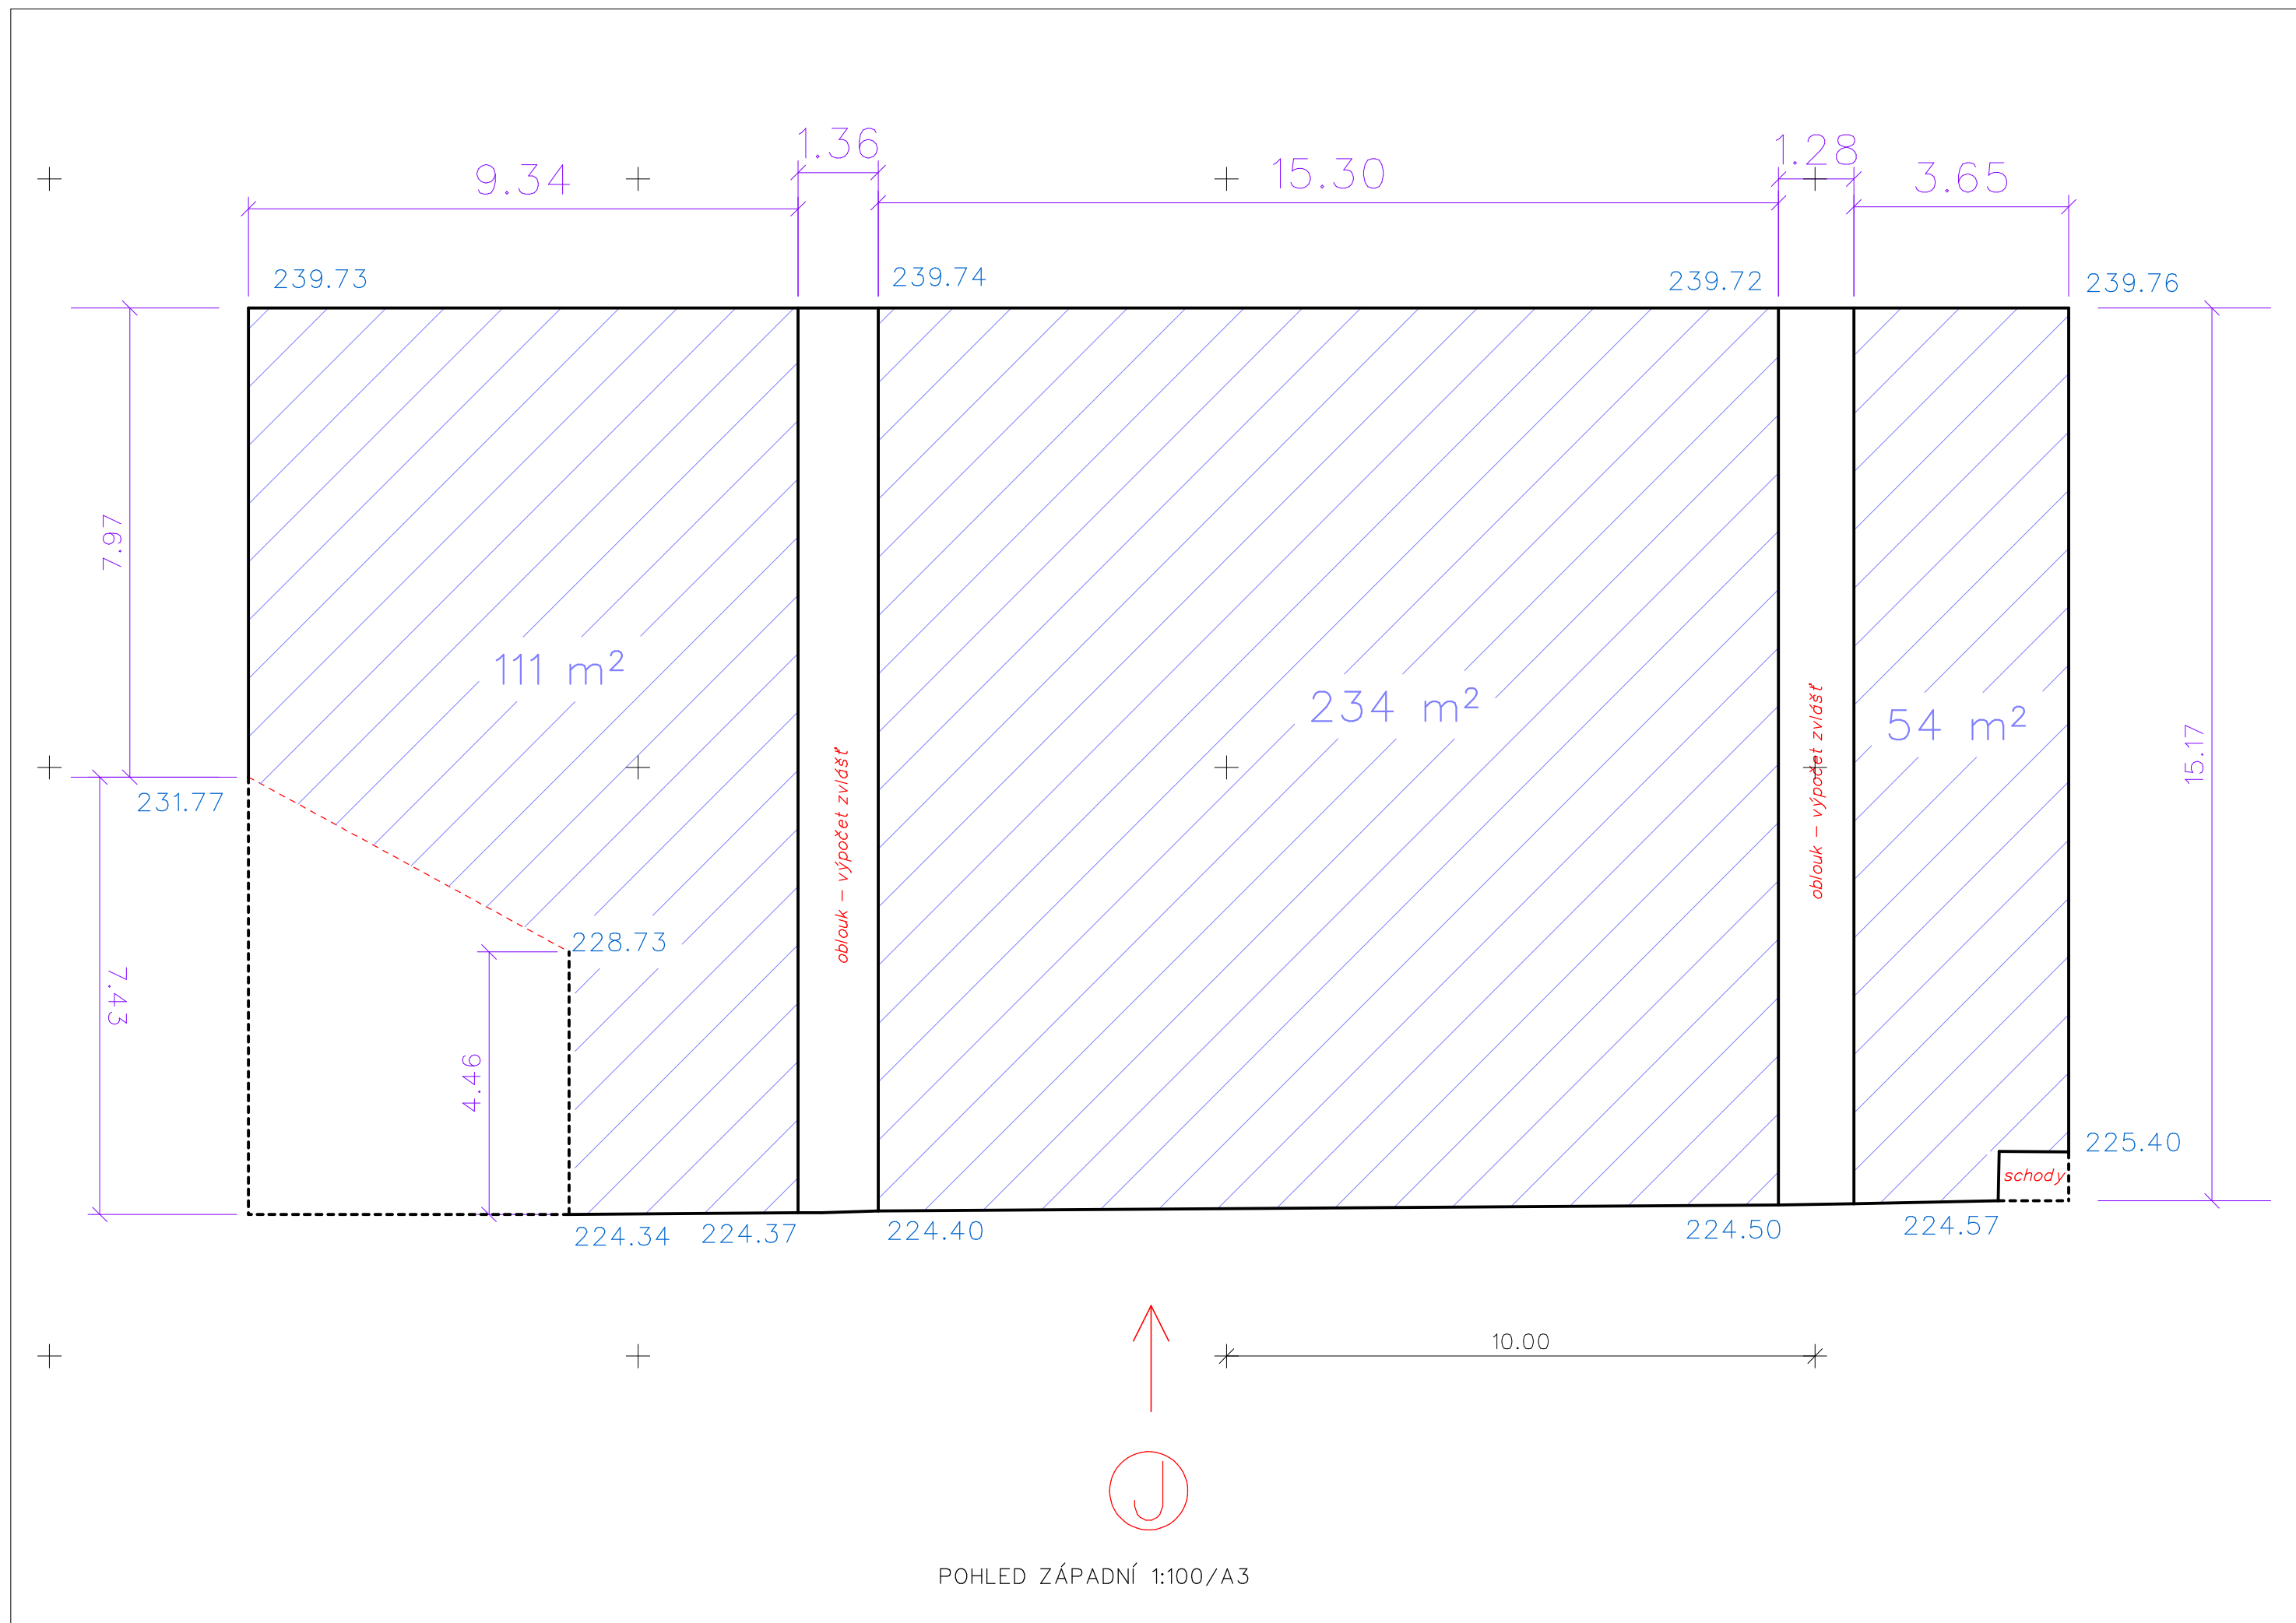 1.36
1.28
9.34
15.30
3.65
239.73
239.74
239.72
239.76
7.97
111 m²
234 m²
54 m²
oblouk – výpočet zvlášť
oblouk – výpočet zvlášť
15.17
231.77
228.73
7.43
4.46
225.40
schody
224.34
224.37
224.40
224.50
224.57
10.00
J
POHLED ZÁPADNÍ 1:100/A3